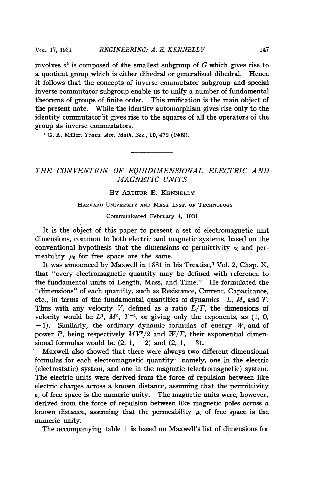 VOL. 17, 1931 ENGINEERING: A. E. KENNELLY 147
involves s² is composed of the smallest subgroup of G which gives rise to
a quotient group which is either dihedral or generalized dihedral. Hence
it follows that the concepts of inverse commutator subgroup and special
inverse commutator subgroup enable us to unify a number of fundamental
theorems of groups of finite order. This unification is the main object of
the present note. While the identity automorphism gives rise only to the
identity commutator it gives rise to the squares of all the operators of the
group as inverse commutators.
¹ G. A. Miller, Trans. Am. Math. Soc., 10, 472 (1909).
THE CONVENTION OF EQUIDIMENSIONAL ELECTRIC AND
MAGNETIC UNITS
BY ARTHUR E. KENNELLY
HARVARD UNIVERSITY AND MASS. INST. OF TECHNOLOGY
Communicated February 4, 1931
It is the object of this paper to present a set of electromagnetic unit
dimensions, common to both electric and magnetic systems, based on the
conventional hypothesis that the dimensions of permittivity and per-
meability for free space are the same.
It was announced by Maxwell in 1881 in his Treatise,¹ Vol. 2, Chap. X,
that "every electromagnetic quantity may be defined with reference to
the fundamental units of Length, Mass, and Time." He formulated the
"dimensions" of each quantity, such as Resistance, Current, Capacitance,
etc., in terms of the fundamental quantities of dynamics L, M, and T.
Thus with any velocity V, defined as a ratio L/T, the dimensions of
velocity would be L¹, M⁰, T⁻¹, or giving only the exponents, as (1, 0,
−1). Similarly, the ordinary dynamic formulas of energy W, and of
power P, being respectively MV²/2 and W/T, their exponential dimen-
sional formulas would be (2, 1, −2) and (2, 1, −3).
Maxwell also showed that there were always two different dimensional
formulas for each electromagnetic quantity namely, one in the electric
(electrostatic) system, and one in the magnetic (electromagnetic) system.
The electric units were derived from the force of repulsion between like
electric charges across a known distance, assuming that the permittivity
of free space is the numeric unity. The magnetic units were, however,
derived from the force of repulsion between like magnetic poles across a
known distance, assuming that the permeability of free space is the
numeric unity.
The accompanying table 1 is based on Maxwell's list of dimensions for